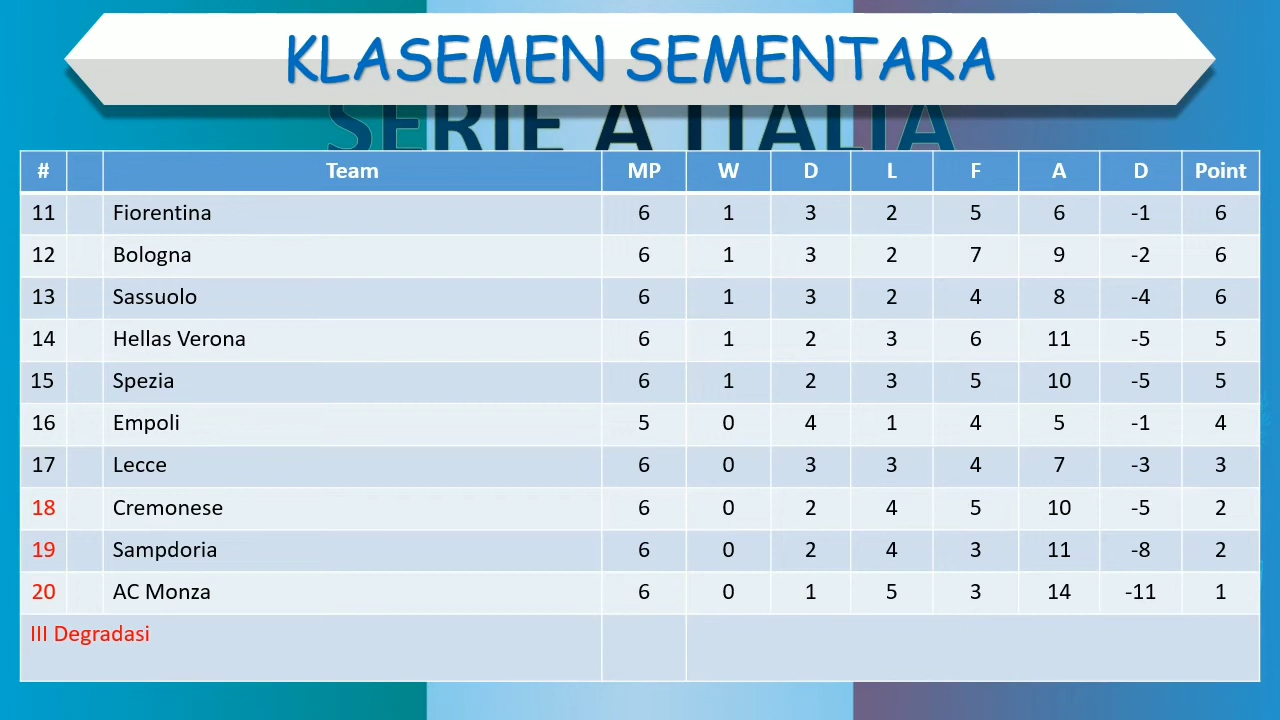 KLASEMEN SEMENTARA
SERIE A ITALIA
# Team MP W D L F A D Point
11 Fiorentina 6 1 3 2 5 6 -1 6
12 Bologna 6 1 3 2 7 9 -2 6
13 Sassuolo 6 1 3 2 4 8 -4 6
14 Hellas Verona 6 1 2 3 6 11 -5 5
15 Spezia 6 1 2 3 5 10 -5 5
16 Empoli 5 0 4 1 4 5 -1 4
17 Lecce 6 0 3 3 4 7 -3 3
18 Cremonese 6 0 2 4 5 10 -5 2
19 Sampdoria 6 0 2 4 3 11 -8 2
20 AC Monza 6 0 1 5 3 14 -11 1
III Degradasi